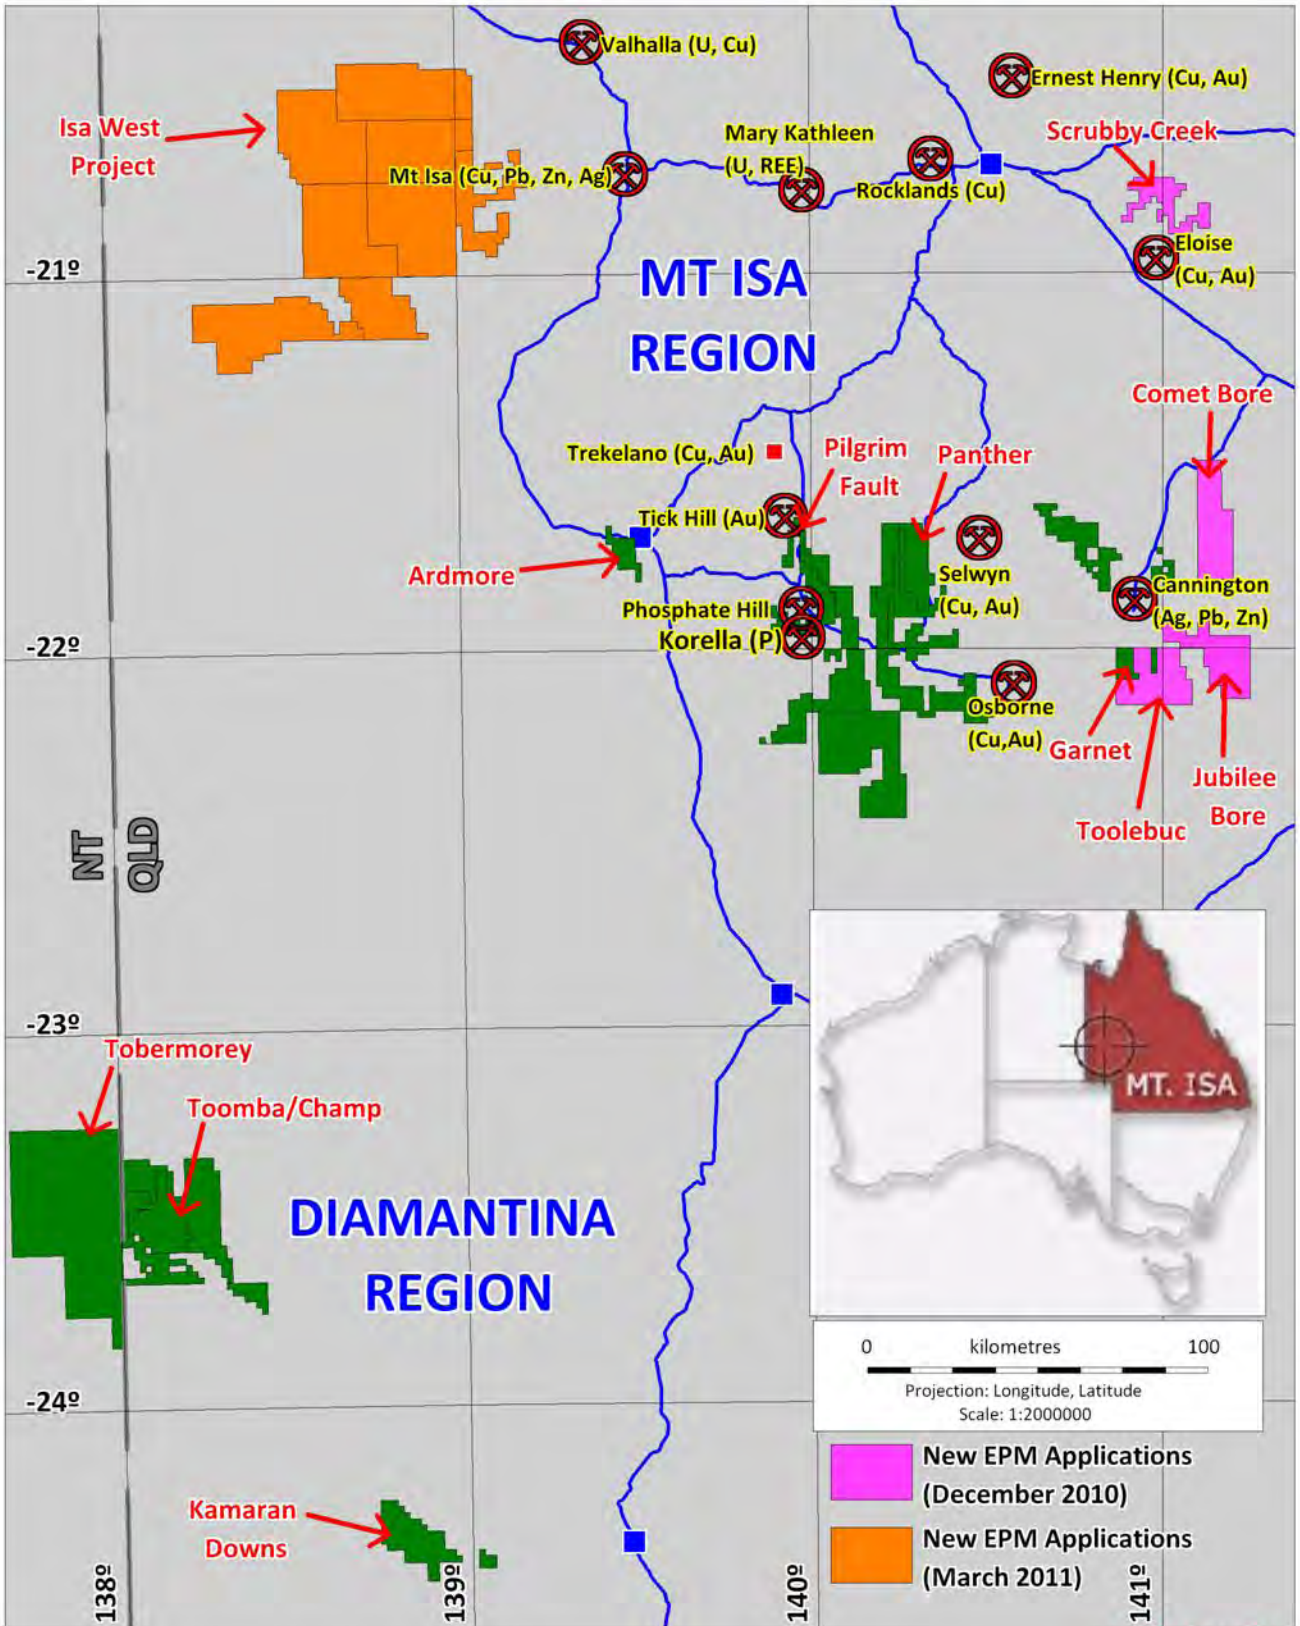 Valhalla (U, Cu)
Ernest Henry (Cu, Au)
Isa West
Project
Mary Kathleen
(U, REE)
Scrubby Creek
Mt Isa (Cu, Pb, Zn, Ag)
Rocklands (Cu)
Eloise
(Cu, Au)
-21º
MT ISA
REGION
Comet Bore
Trekelano (Cu, Au)
Pilgrim
Fault
Panther
Tick Hill (Au)
Ardmore
Selwyn
(Cu, Au)
Cannington
(Ag, Pb, Zn)
Phosphate Hill
Korella (P)
-22º
Osborne
(Cu,Au)
Garnet
Jubilee
Bore
Toolebuc
NT
QLD
-23º
Tobermorey
Toomba/Champ
MT. ISA
DIAMANTINA
REGION
0 kilometres 100
Projection: Longitude, Latitude
Scale: 1:2000000
-24º
New EPM Applications
(December 2010)
Kamaran
Downs
New EPM Applications
(March 2011)
138º
139º
140º
141º